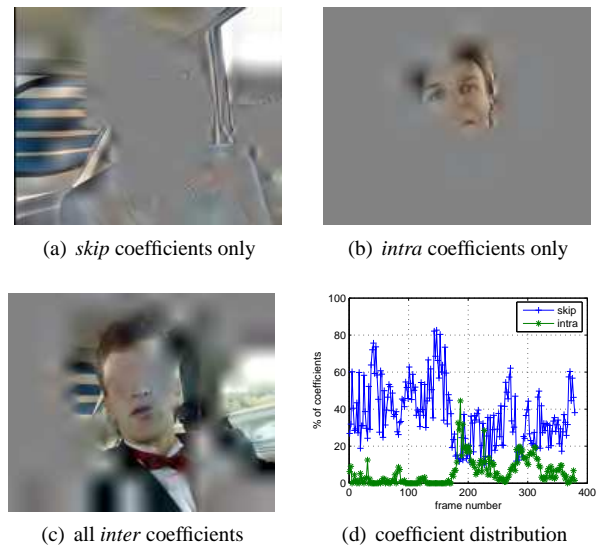 (a) skip coefficients only
(b) intra coefficients only
100
80
60
40
20
0
% of coefficients
skip
intra
0 100 200 300 400
frame number
(c) all inter coefficients
(d) coefficient distribution